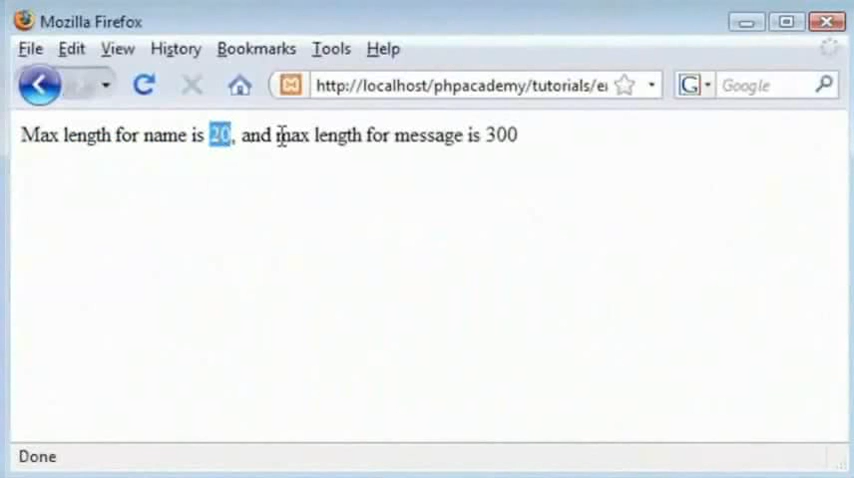 Mozilla Firefox
File Edit View History Bookmarks Tools Help
http://localhost/phpacademy/tutorials/e Google
Max length for name is 20, and max length for message is 300
Done